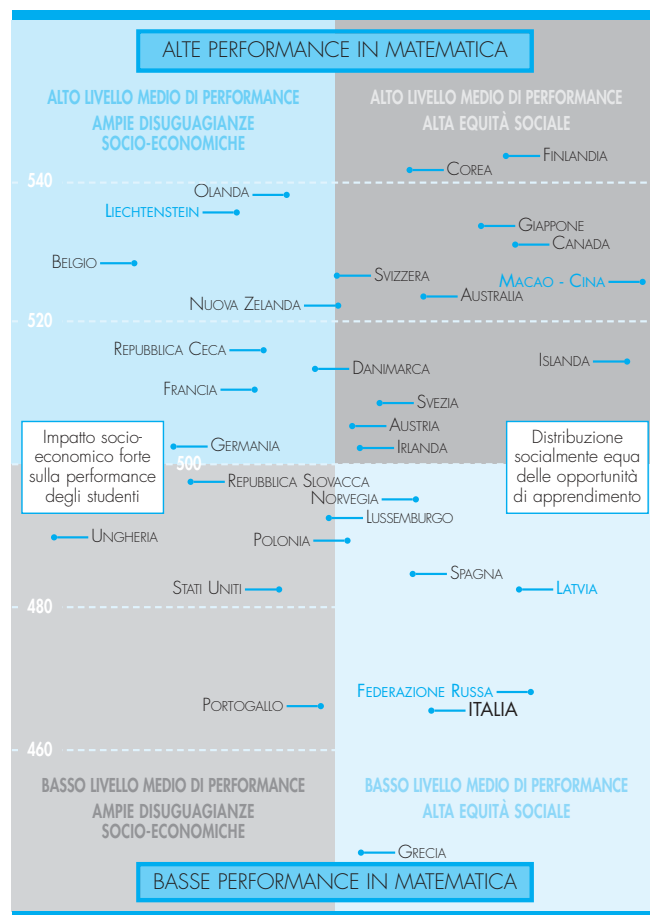 ALTE PERFORMANCE IN MATEMATICA
ALTO LIVELLO MEDIO DI PERFORMANCE
AMPIE DISUGUAGIANZE
SOCIO-ECONOMICHE
ALTO LIVELLO MEDIO DI PERFORMANCE
ALTA EQUITÀ SOCIALE
FINLANDIA
COREA
540
OLANDA
LIECHTENSTEIN
GIAPPONE
CANADA
BELGIO
SVIZZERA
MACAO - CINA
AUSTRALIA
NUOVA ZELANDA
520
REPUBBLICA CECA
ISLANDA
DANIMARCA
FRANCIA
SVEZIA
AUSTRIA
GERMANIA
IRLANDA
Impatto socio-
economico forte
sulla performance
degli studenti
Distribuzione
socialmente equa
delle opportunità
di apprendimento
500
REPUBBLICA SLOVACCA
NORVEGIA
LUSSEMBURGO
UNGHERIA
POLONIA
SPAGNA
STATI UNITI
LATVIA
480
FEDERAZIONE RUSSA
PORTOGALLO
ITALIA
460
BASSO LIVELLO MEDIO DI PERFORMANCE
AMPIE DISUGUAGIANZE
SOCIO-ECONOMICHE
BASSO LIVELLO MEDIO DI PERFORMANCE
ALTA EQUITÀ SOCIALE
GRECIA
BASSE PERFORMANCE IN MATEMATICA